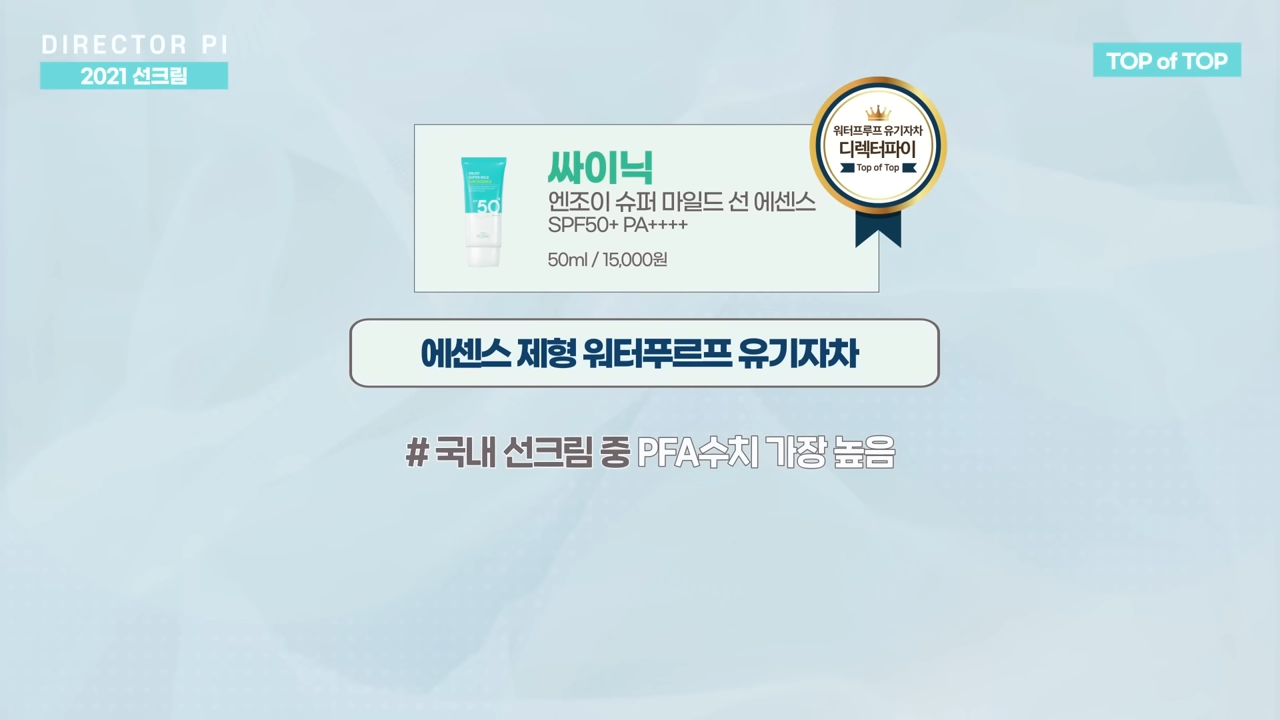 DIRECTOR PI
2021 선크림
TOP of TOP
워터프루프 유기자차
디렉터파이
Top of Top
싸이닉
엔조이 슈퍼 마일드 선 에센스
SPF50+ PA++++
50ml / 15,000원
50
에센스 제형 워터푸르프 유기자차
# 국내 선크림 중 PFA수치 가장 높음